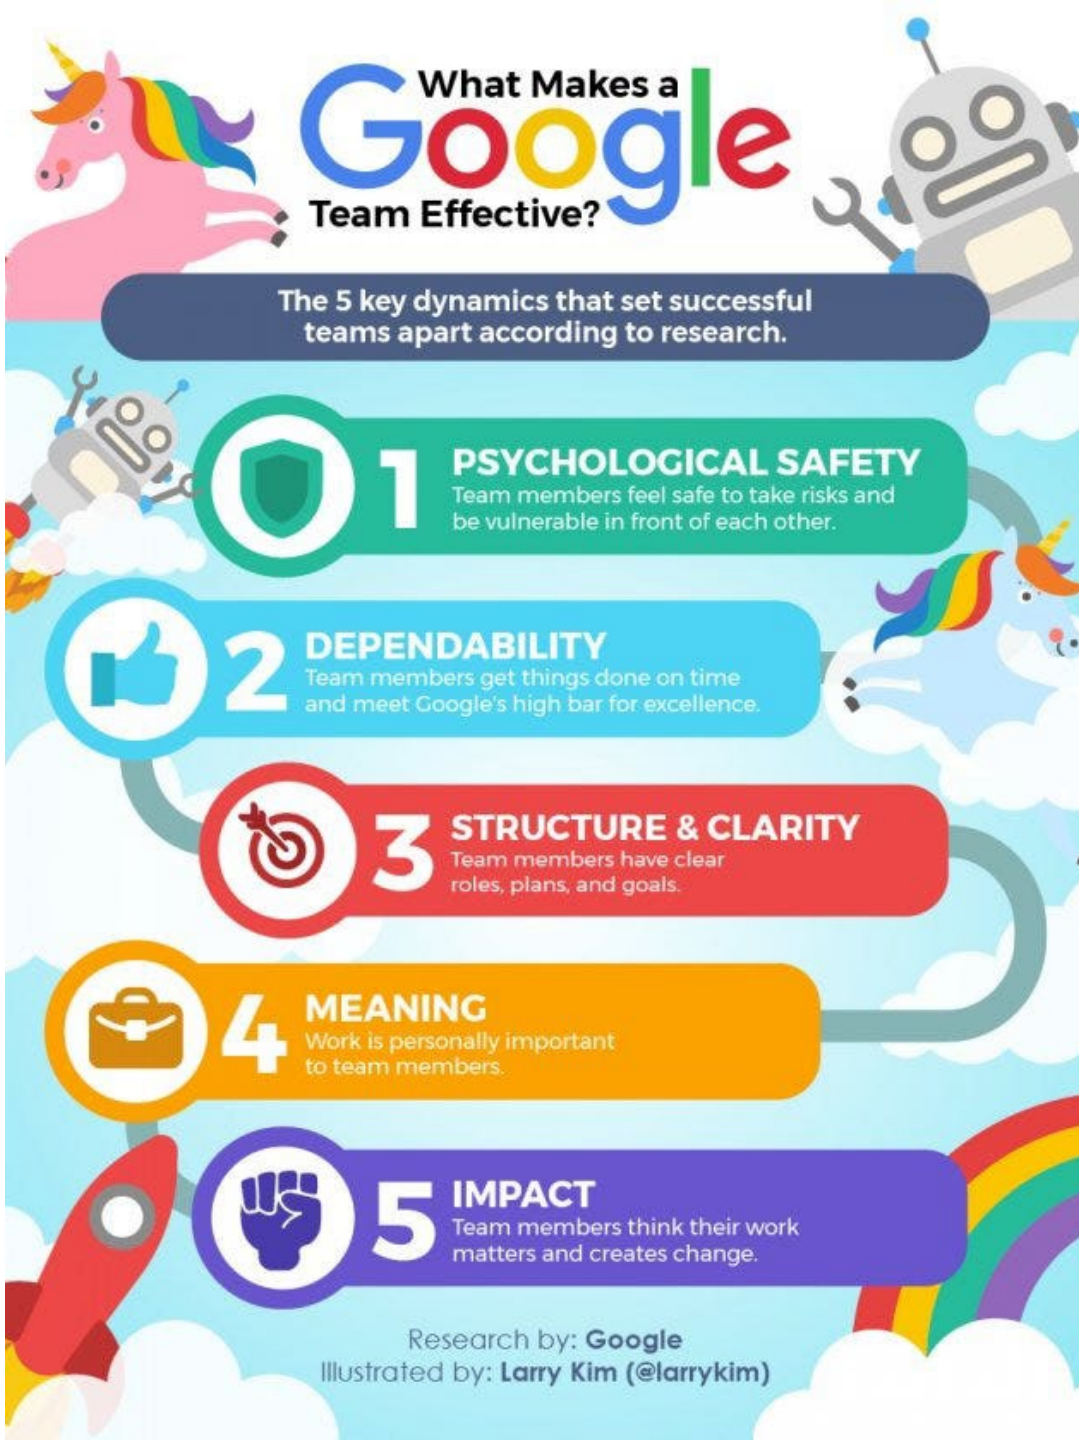 What Makes a
Google
Team Effective?
The 5 key dynamics that set successful
teams apart according to research.
1
PSYCHOLOGICAL SAFETY
Team members feel safe to take risks and
be vulnerable in front of each other.
2
DEPENDABILITY
Team members get things done on time
and meet Google's high bar for excellence.
3
STRUCTURE & CLARITY
Team members have clear
roles, plans, and goals.
4
MEANING
Work is personally important
to team members.
5
IMPACT
Team members think their work
matters and creates change.
Research by: Google
Illustrated by: Larry Kim (@larrykim)